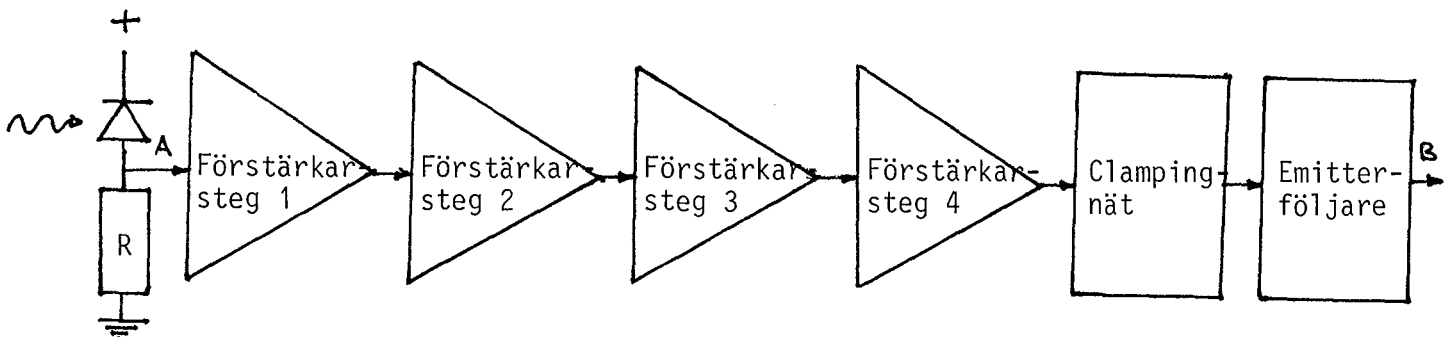 +
A
R
Förstärkar-
steg 1
Förstärkar-
steg 2
Förstärkar-
steg 3
Förstärkar-
steg 4
Clamping-
nät
Emitter-
följare
B